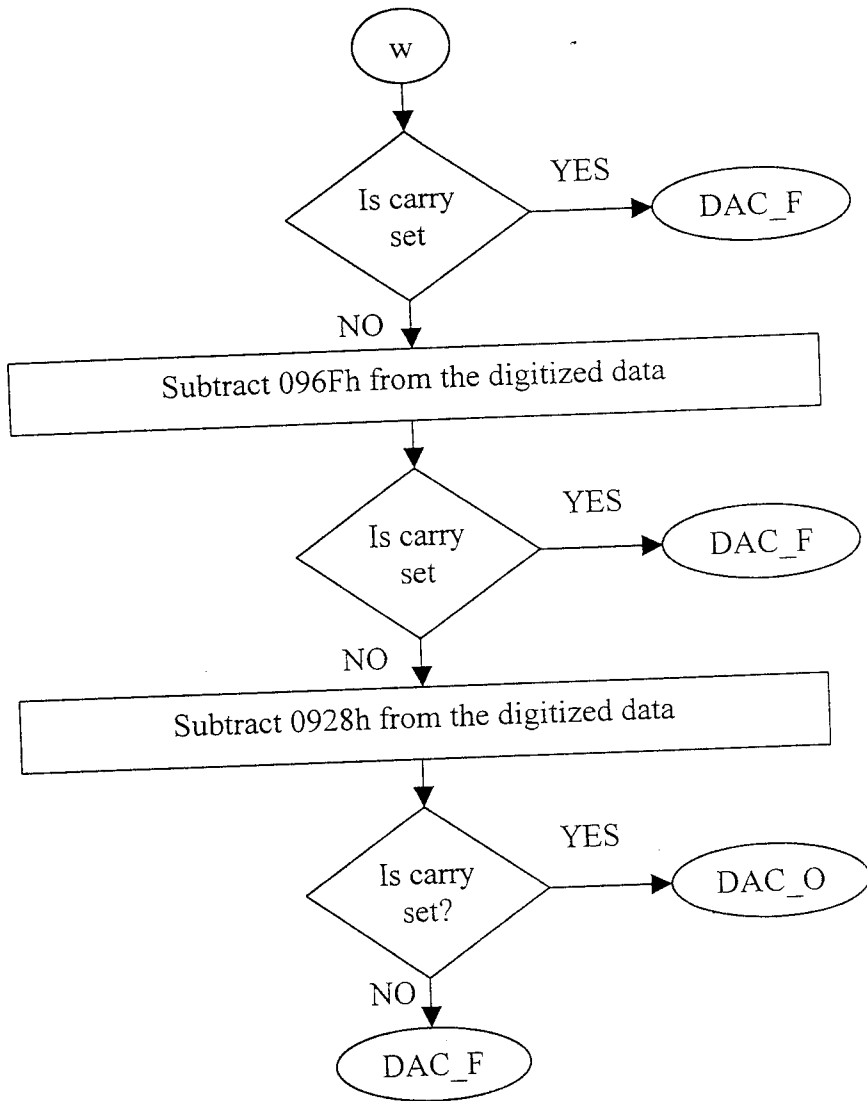 w
Is carry
set
YES
DAC_F
NO
Subtract 096Fh from the digitized data
Is carry
set
YES
DAC_F
NO
Subtract 0928h from the digitized data
Is carry
set?
YES
DAC_O
NO
DAC_F